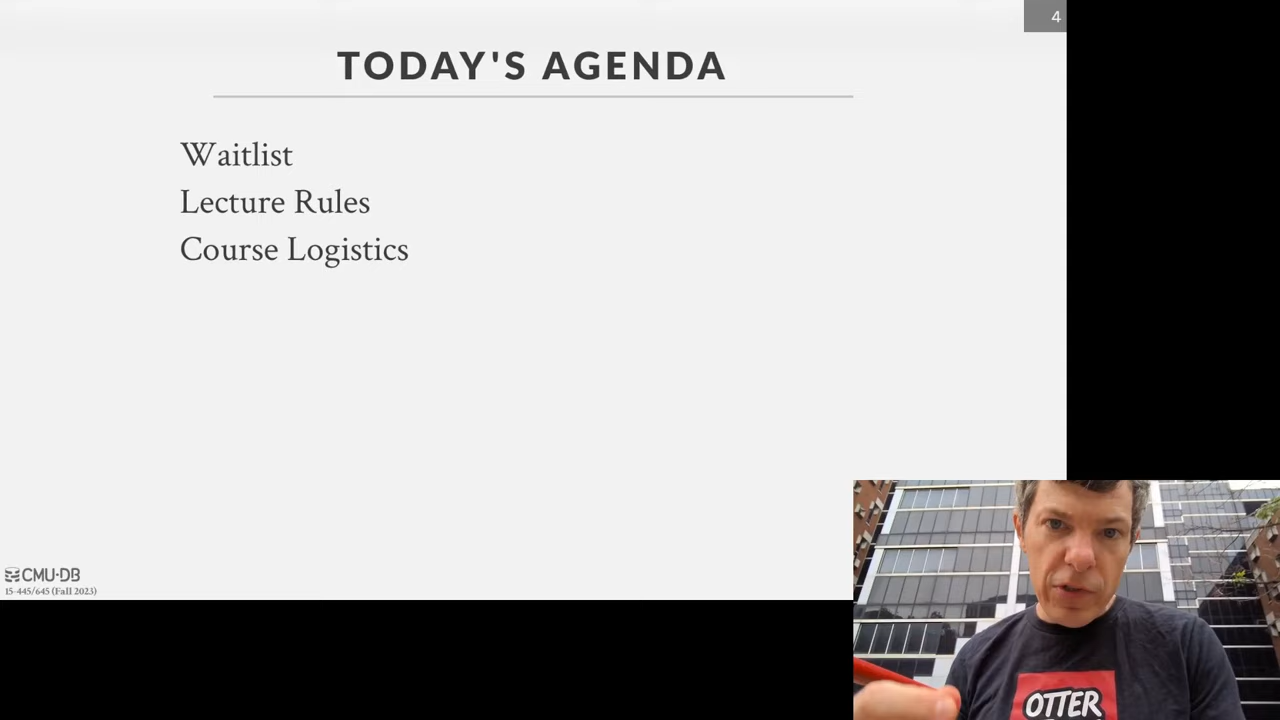 4
TODAY'S AGENDA
Waitlist
Lecture Rules
Course Logistics
CMU·DB
15-445/645 (Fall 2023)
OTTER